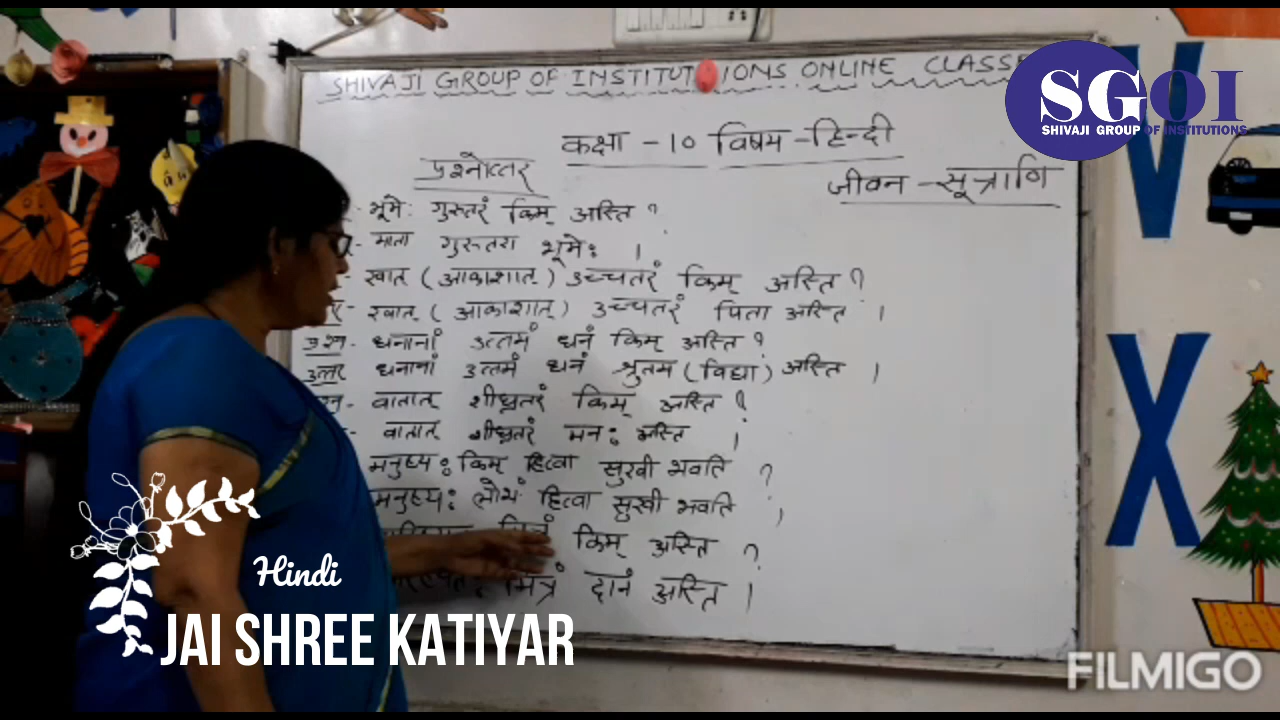 SHIVAJI GROUP OF INSTITUTIONS ONLINE CLASSE
SGOI
SHIVAJI GROUP OF INSTITUTIONS
कक्षा - १० विषय - हिन्दी
प्रश्नोत्तर
जीवन - सूत्राणि
भूमेः गुरुतरं किम् अस्ति ?
माता गुरुतरा भूमेः ।
खात् (आकाशात्) उच्चतरं किम् अस्ति ?
खात् (आकाशात्) उच्चतरं पिता अस्ति ।
प्रश्न - धनानां उत्तमं धनं किम् अस्ति ?
उत्तर धनानां उत्तमं धनं श्रुतम (विद्या) अस्ति ।
वातात् शीघ्रतरं किम् अस्ति ?
वातात् शीघ्रतरं मनः अस्ति ।
मनुष्यः किम् हित्वा सुखी भवति ?
मनुष्यः लोभं हित्वा सुखी भवति ।
किम् अस्ति ?
मित्रं दानं अस्ति ।
V
X
Hindi
JAI SHREE KATIYAR
FILMIGO